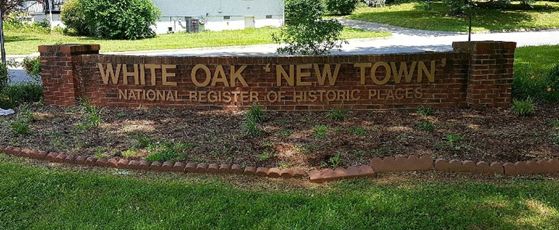 WHITE OAK 'NEW TOWN'
NATIONAL REGISTER OF HISTORIC PLACES